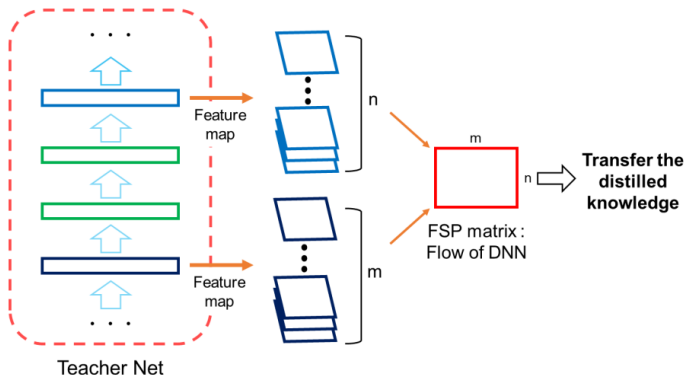 . . .
Feature
map
n
m
n
Transfer the
distilled
knowledge
FSP matrix :
Flow of DNN
Feature
map
m
. . .
Teacher Net